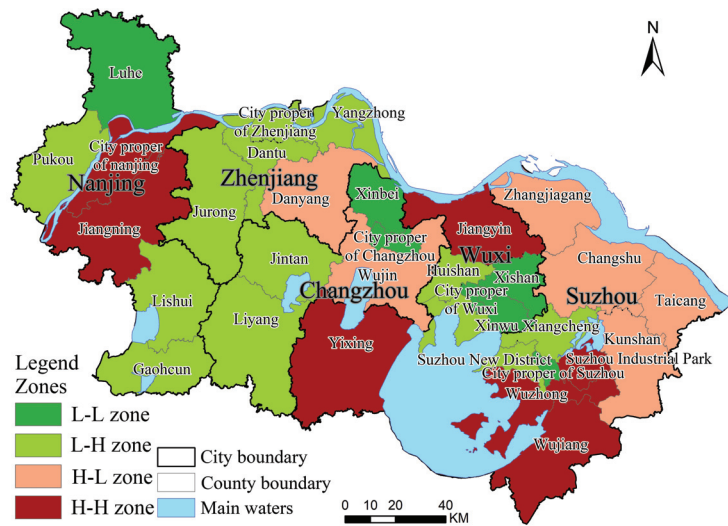 N
Luhe
Yangzhong
City proper
of Zhenjiang
Pukou
City proper
of nanjing
Nanjing
Dantu
Zhenjiang
Danyang
Xinbei
Zhangjiagang
Jiangning
Jurong
Jiangyin
City proper
of Changzhou
Wuxi
Changshu
Jintan
Wujin
Huishan
Xishan
Changzhou
City proper
of Wuxi
Suzhou
Taicang
Lishui
Liyang
Xinwu
Xiangcheng
Yixing
Kunshan
Gaohcun
Suzhou New District
Suzhou Industrial Park
City proper
of Suzhou
Wuzhong
Wujiang
Legend
Zones
L-L zone
L-H zone
H-L zone
H-H zone
City boundary
County boundary
Main waters
0 10 20 40
KM